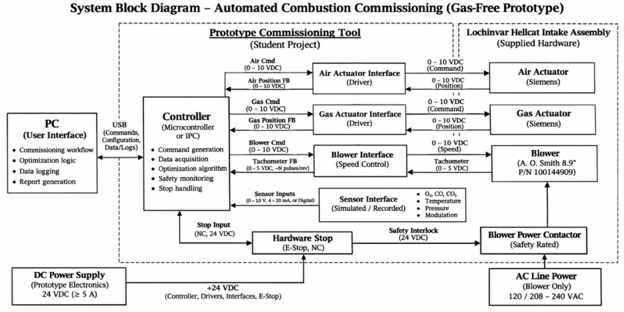 System Block Diagram – Automated Combustion Commissioning (Gas-Free Prototype)
Prototype Commissioning Tool
(Student Project)
Lochinvar Hellcat Intake Assembly
(Supplied Hardware)
PC
(User Interface)
• Commissioning workflow
• Optimization logic
• Data logging
• Report generation
USB
(Commands,
Configuration,
Data/Logs)
Controller
(Microcontroller
or IPC)
• Command generation
• Data acquisition
• Optimization algorithm
• Safety monitoring
• Stop handling
Air Cmd
(0 – 10 VDC)
Air Position FB
(0 – 10 VDC)
Air Actuator Interface
(Driver)
0 – 10 VDC
(Command)
0 – 10 VDC
(Position)
Air Actuator
(Siemens)
Gas Cmd
(0 – 10 VDC)
Gas Position FB
(0 – 10 VDC)
Gas Actuator Interface
(Driver)
0 – 10 VDC
(Command)
0 – 10 VDC
(Position)
Gas Actuator
(Siemens)
Blower Cmd
(0 – 10 VDC)
Tachometer FB
(0 – 5 VDC, ~N pulses/rev)
Blower Interface
(Speed Control)
0 – 10 VDC
(Speed)
Tachometer
(0 – 5 VDC)
Blower
(A. O. Smith 8.9"
P/N 100144909)
Sensor Inputs
(0 – 10 V, 4 – 20 mA, or Digital)
Sensor Interface
(Simulated / Recorded)
• O₂, CO, CO₂
• Temperature
• Pressure
• Modulation
Stop Input
(NC, 24 VDC)
Hardware Stop
(E-Stop, NC)
Safety Interlock
(24 VDC)
Blower Power Contactor
(Safety Rated)
DC Power Supply
(Prototype Electronics)
24 VDC (≥ 5 A)
+24 VDC
(Controller, Drivers, Interfaces, E-Stop)
AC Line Power
(Blower Only)
120 / 208 – 240 VAC